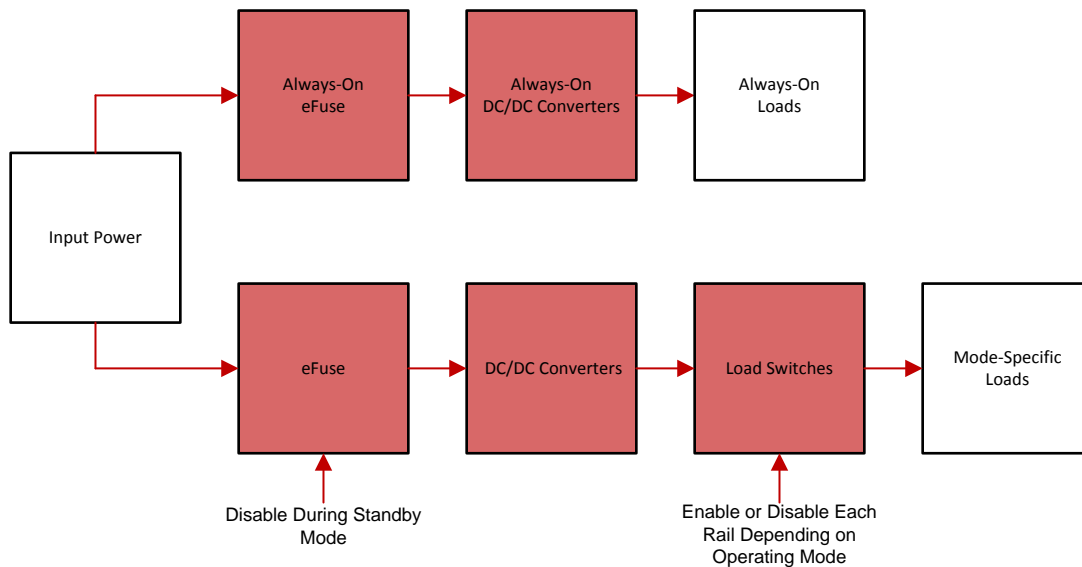 Always-On
eFuse
Always-On
DC/DC Converters
Always-On
Loads
Input Power
eFuse
DC/DC Converters
Load Switches
Mode-Specific
Loads
Disable During Standby
Mode
Enable or Disable Each
Rail Depending on
Operating Mode